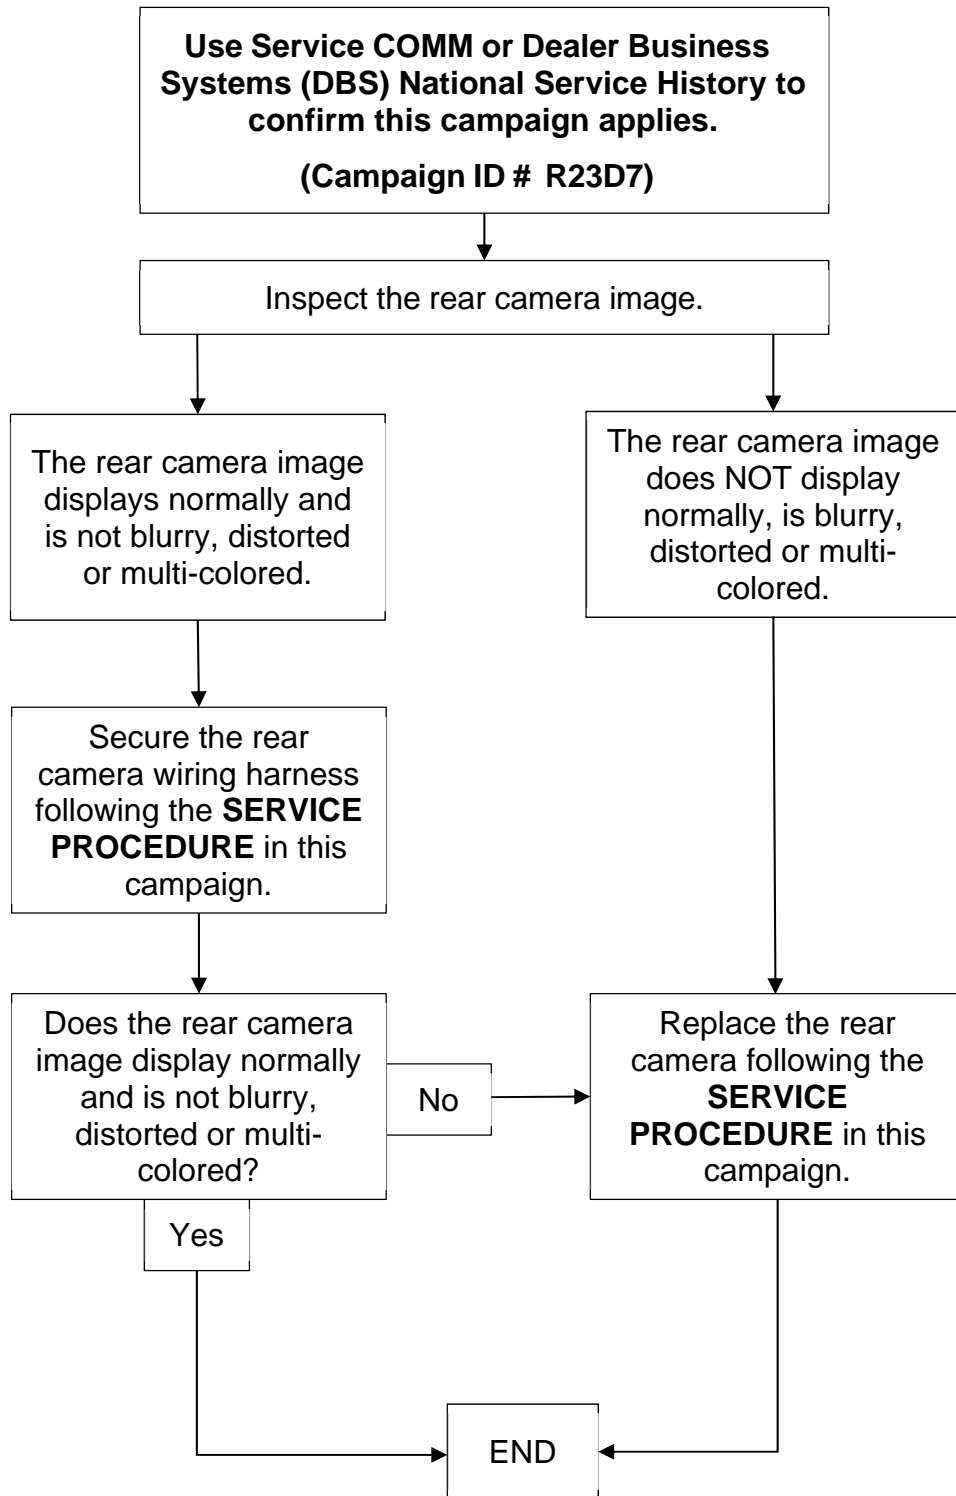 Use Service COMM or Dealer Business
Systems (DBS) National Service History to
confirm this campaign applies.
(Campaign ID # R23D7)
Inspect the rear camera image.
The rear camera image
displays normally and
is not blurry, distorted
or multi-colored.
The rear camera image
does NOT display
normally, is blurry,
distorted or multi-
colored.
Secure the rear
camera wiring harness
following the SERVICE
PROCEDURE in this
campaign.
Does the rear camera
image display normally
and is not blurry,
distorted or multi-
colored?
No
Replace the rear
camera following the
SERVICE
PROCEDURE in this
campaign.
Yes
END